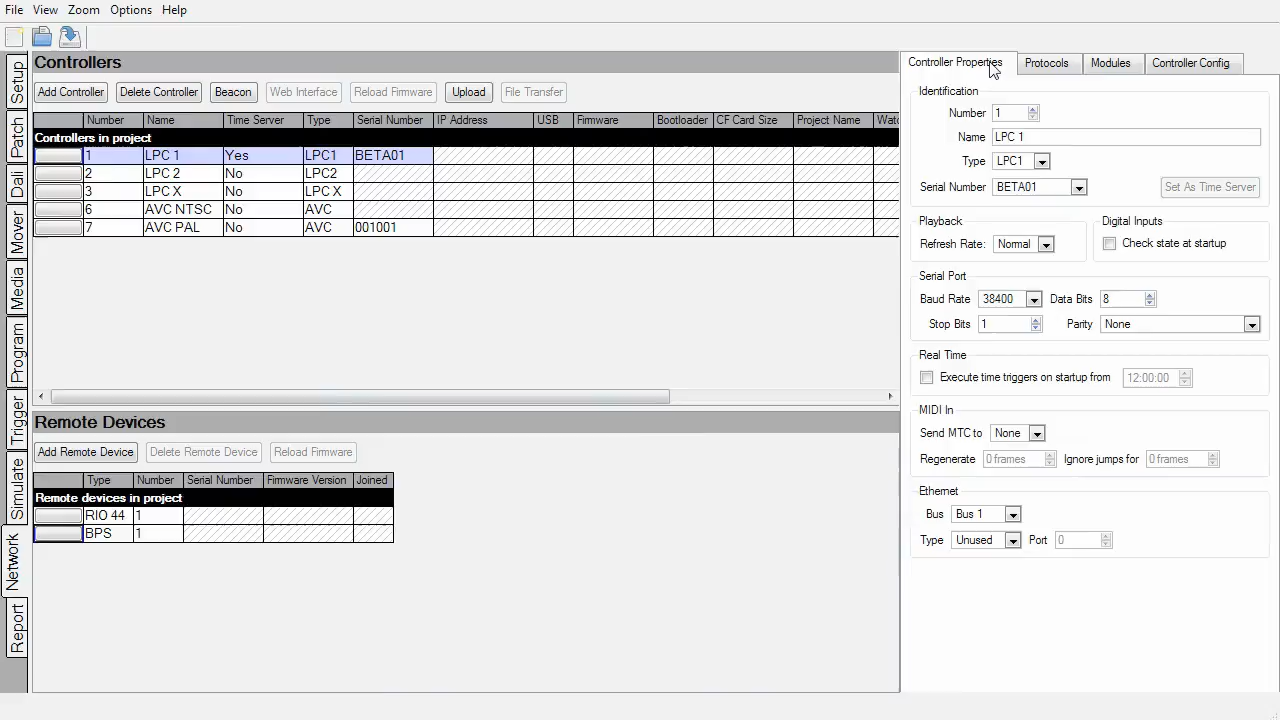 File View Zoom Options Help
Setup
Patch
Dali
Mover
Media
Program
Trigger
Simulate
Network
Report
Controllers
Add Controller Delete Controller Beacon Web Interface Reload Firmware Upload File Transfer
Number Name Time Server Type Serial Number IP Address USB Firmware Bootloader CF Card Size Project Name Watc
Controllers in project
1 LPC 1 Yes LPC1 BETA01
2 LPC 2 No LPC2
3 LPC X No LPC X
6 AVC NTSC No AVC
7 AVC PAL No AVC 001001
Remote Devices
Add Remote Device Delete Remote Device Reload Firmware
Type Number Serial Number Firmware Version Joined
Remote devices in project
RIO 44 1
BPS 1
Controller Properties Protocols Modules Controller Config
Identification
Number 1
Name LPC 1
Type LPC1
Serial Number BETA01 Set As Time Server
Playback Digital Inputs
Refresh Rate: Normal Check state at startup
Serial Port
Baud Rate 38400 Data Bits 8
Stop Bits 1 Parity None
Real Time
Execute time triggers on startup from 12:00:00
MIDI In
Send MTC to None
Regenerate 0 frames Ignore jumps for 0 frames
Ethernet
Bus Bus 1
Type Unused Port 0